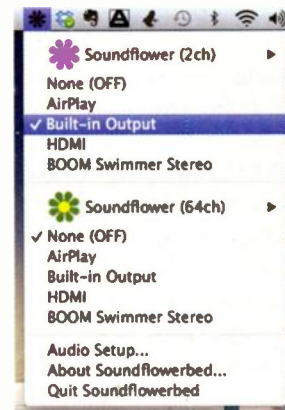 Soundflower (2ch)
None (OFF)
AirPlay
✓ Built-in Output
HDMI
BOOM Swimmer Stereo
Soundflower (64ch)
✓ None (OFF)
AirPlay
Built-in Output
HDMI
BOOM Swimmer Stereo
Audio Setup...
About Soundflowerbed...
Quit Soundflowerbed